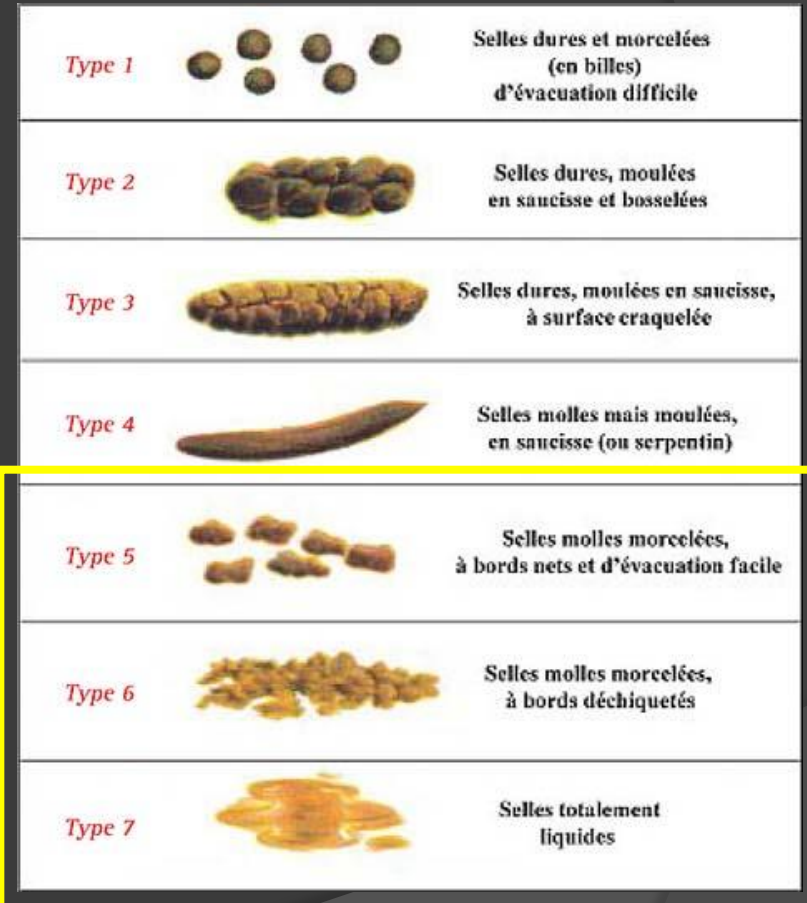 Type 1
Selles dures et morcelées
(en billes)
d'évacuation difficile
Type 2
Selles dures, moulées
en saucisse et bosselées
Type 3
Selles dures, moulées en saucisse,
à surface craquelée
Type 4
Selles molles mais moulées,
en saucisse (ou serpentin)
Type 5
Selles molles morcelées,
à bords nets et d'évacuation facile
Type 6
Selles molles morcelées,
à bords déchiquetés
Type 7
Selles totalement
liquides